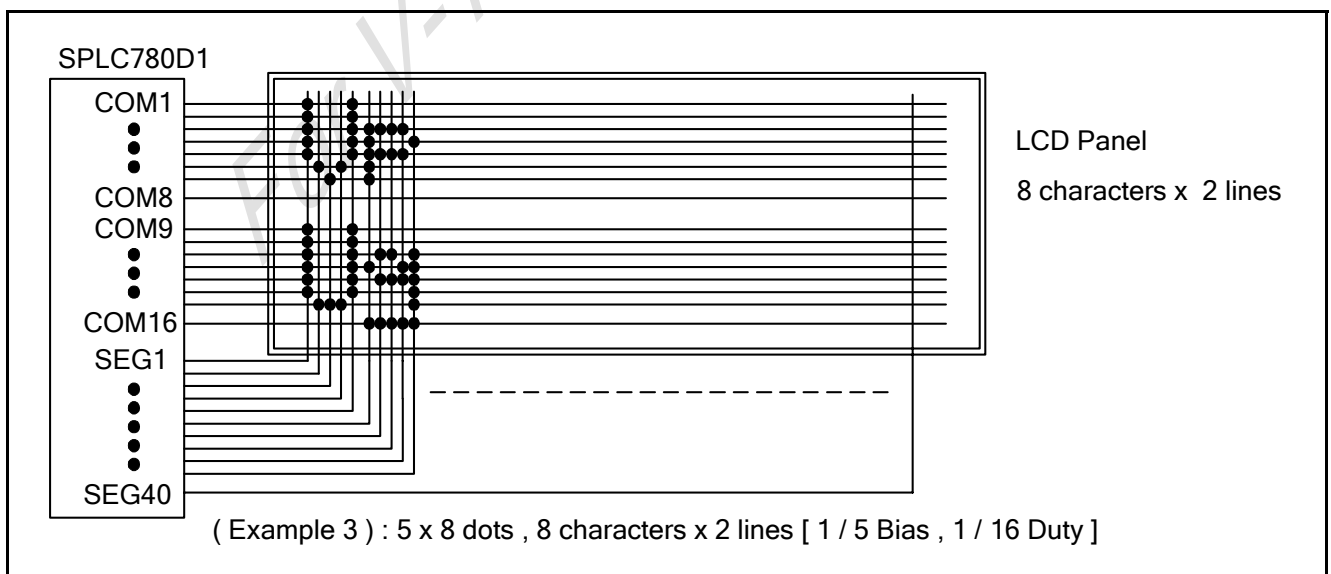 SPLC780D1
COM1
COM8
COM9
COM16
SEG1
SEG40
LCD Panel
8 characters x 2 lines
( Example 3 ) : 5 x 8 dots , 8 characters x 2 lines [ 1 / 5 Bias , 1 / 16 Duty ]
For V-